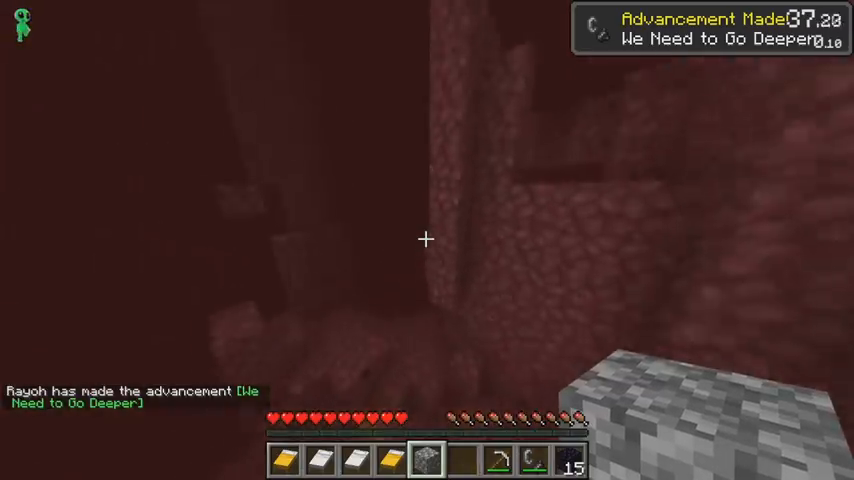 Advancement Made
37.28
We Need to Go Deeper
0.10
Rayoh has made the advancement [We
Need to Go Deeper]
15